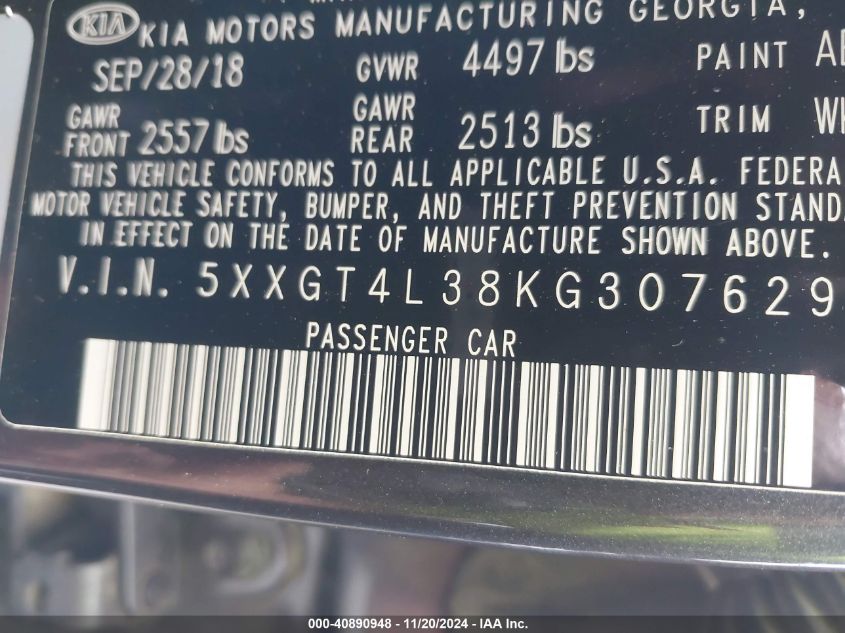 KIA KIA MOTORS MANUFACTURING GEORGIA,
SEP/28/18 GVWR 4497 lbs PAINT
GAWR FRONT 2557 lbs GAWR REAR 2513 lbs TRIM
THIS VEHICLE CONFORMS TO ALL APPLICABLE U.S.A. FEDERA
MOTOR VEHICLE SAFETY, BUMPER, AND THEFT PREVENTION STAND
IN EFFECT ON THE DATE OF MANUFACTURE SHOWN ABOVE.
V.I.N. 5XXGT4L38KG307629
PASSENGER CAR
000-40890948 - 11/20/2024 - IAA Inc.